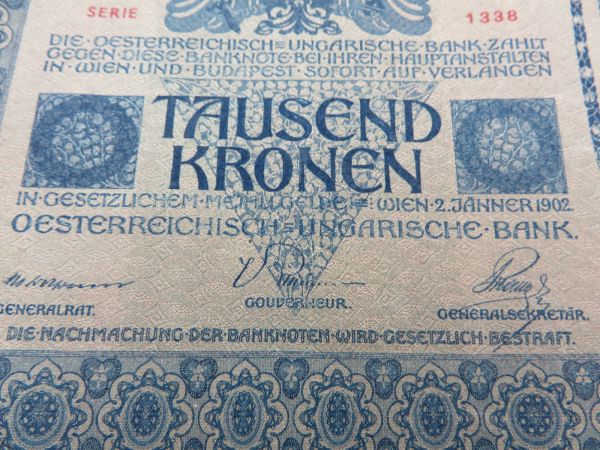 SERIE 1338
DIE OESTERREICHISCH=UNGARISCHE BANK ZAHLT
GEGEN DIESE BANKNOTE BEI IHREN HAUPTANSTALTEN
IN WIEN UND BUDAPEST SOFORT AUF VERLANGEN
TAUSEND
KRONEN
IN GESETZLICHEM METALLGELDE WIEN 2. JÄNNER 1902.
OESTERREICHISCH=UNGARISCHE BANK.
GENERALRAT. GOUVERNEUR. GENERALSEKRETÄR.
DIE NACHMACHUNG DER BANKNOTEN WIRD GESETZLICH BESTRAFT.